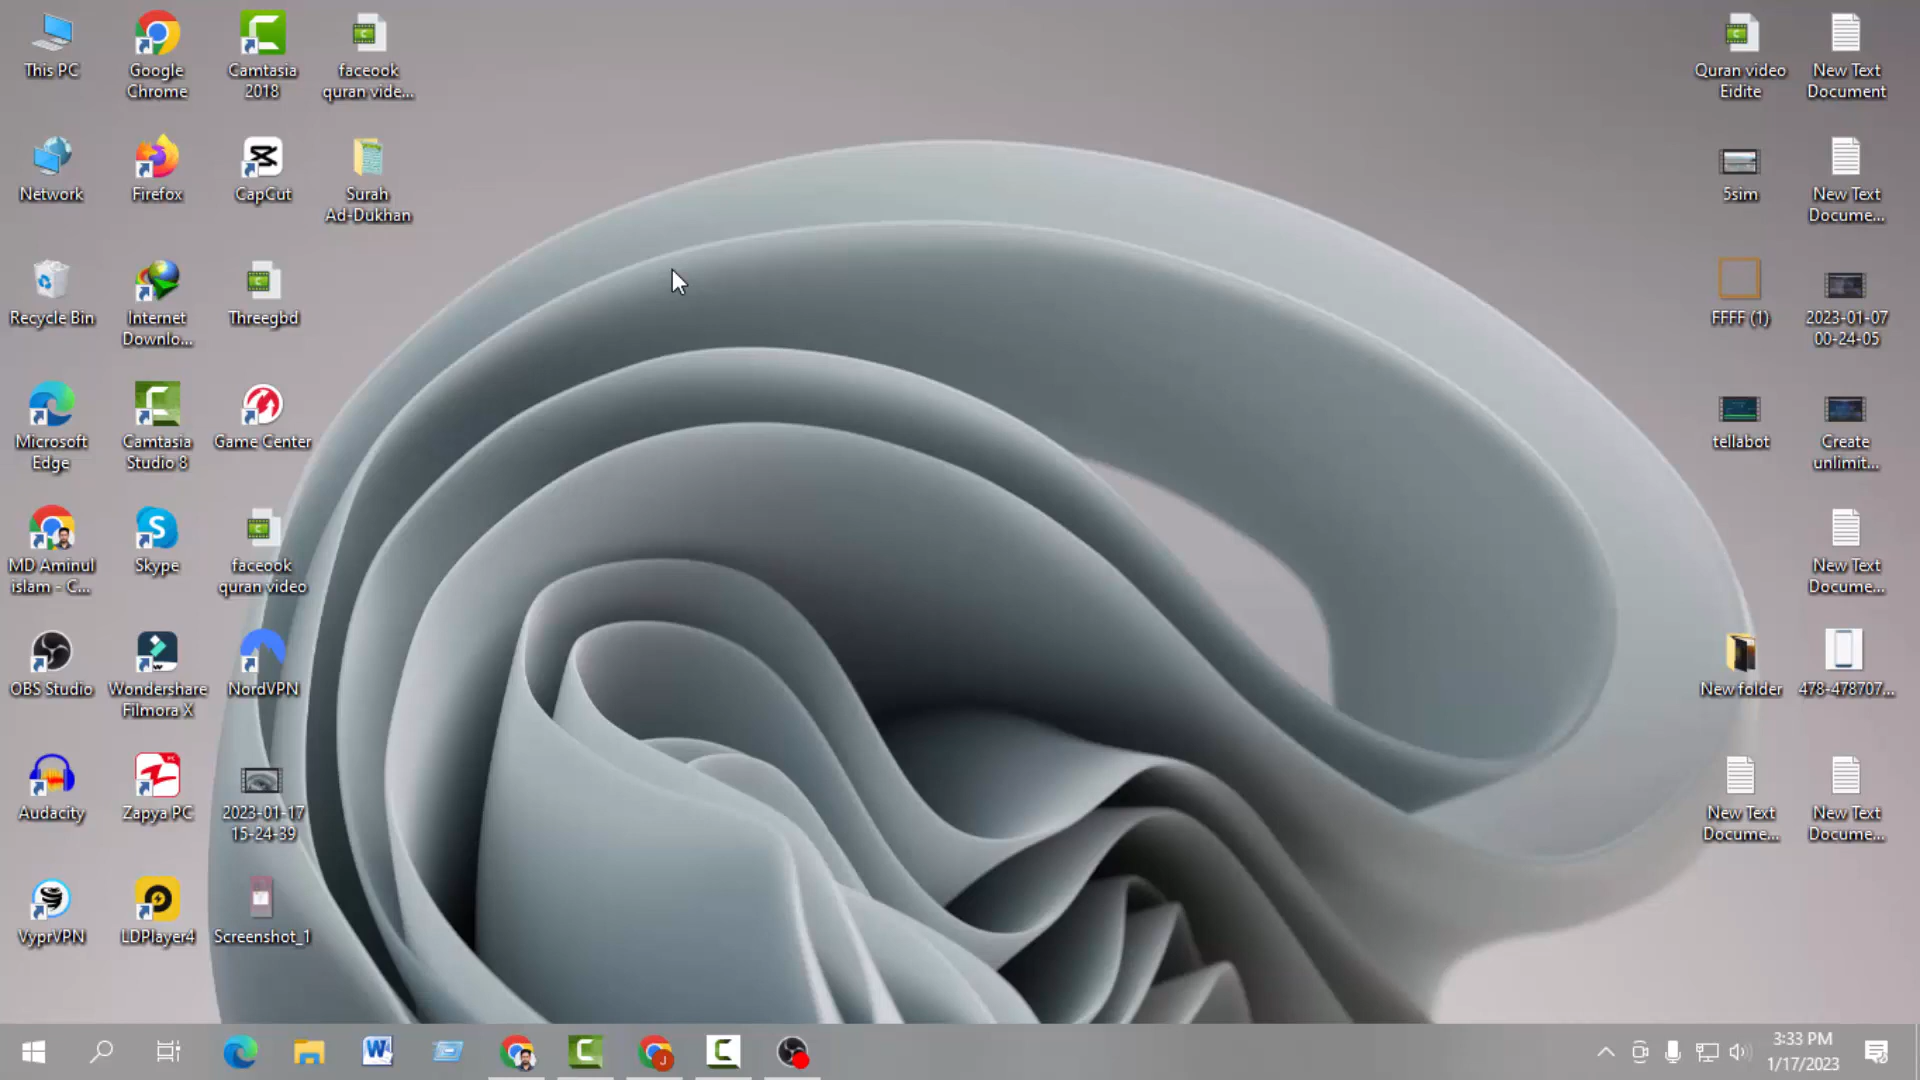 This PC
Google
Chrome
Camtasia
2018
faceook
quran vide...
Quran video
Eidite
New Text
Document
Network
Firefox
CapCut
Surah
Ad-Dukhan
5sim
New Text
Docume...
Recycle Bin
Internet
Downlo...
Threegbd
FFFF (1)
2023-01-07
00-24-05
Microsoft
Edge
Camtasia
Studio 8
Game Center
tellabot
Create
unlimit...
MD Aminul
islam - C...
Skype
faceook
quran video
New Text
Docume...
OBS Studio
Wondershare
Filmora X
NordVPN
New folder
478-478707...
Audacity
Zapya PC
2023-01-17
15-24-39
New Text
Docume...
New Text
Docume...
VyprVPN
LDPlayer4
Screenshot_1
3:33 PM
1/17/2023